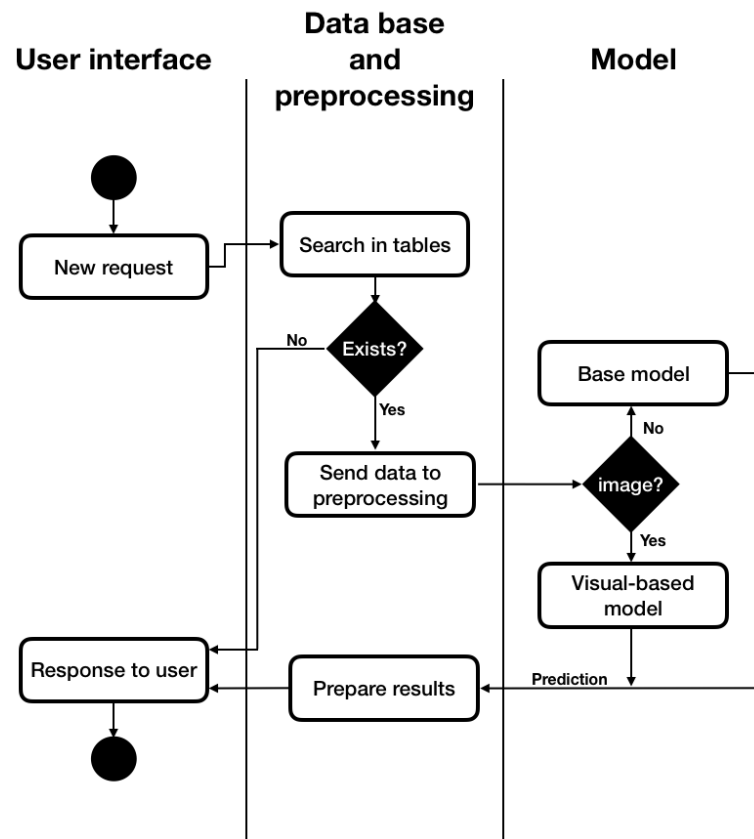 User interface
Data base
and
preprocessing
Model
New request
Search in tables
Exists?
No
Yes
Send data to
preprocessing
Base model
No
image?
Yes
Visual-based
model
Response to user
Prepare results
Prediction